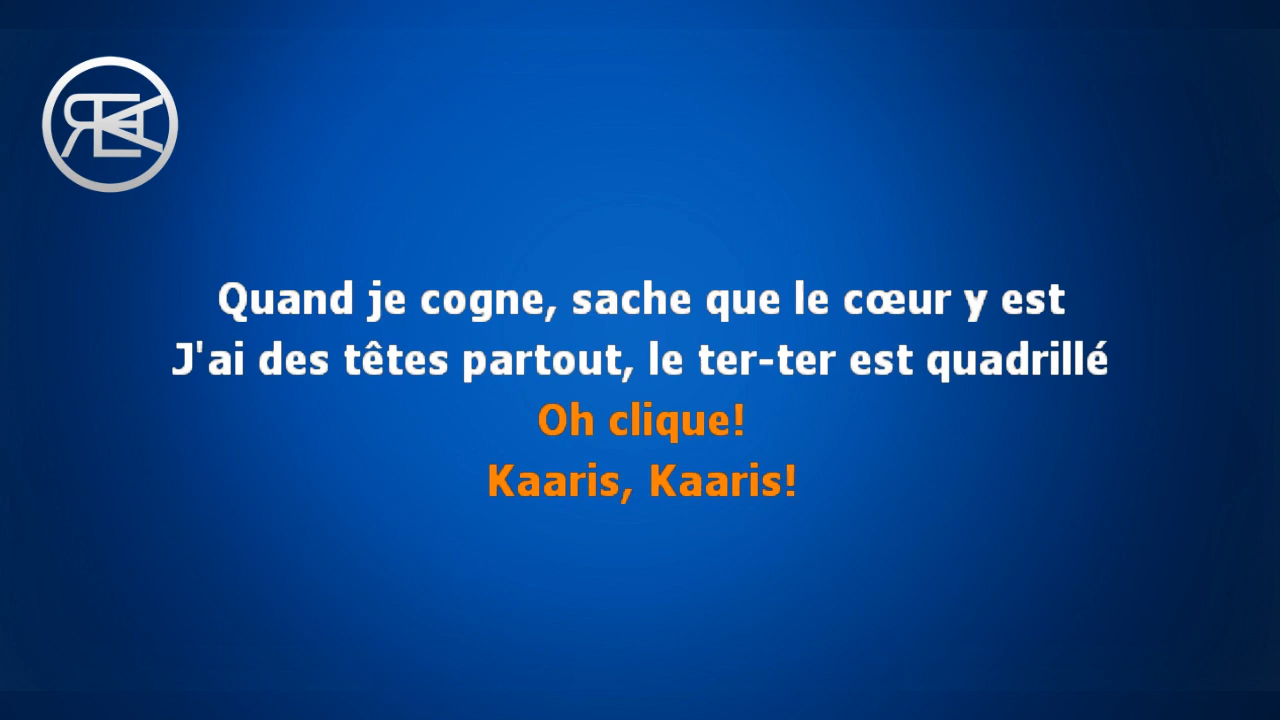 Quand je cogne, sache que le cœur y est
J'ai des têtes partout, le ter-ter est quadrillé
Oh clique!
Kaaris, Kaaris!